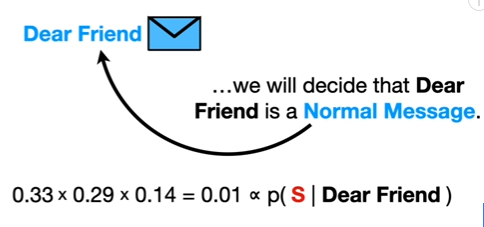 Dear Friend
...we will decide that Dear
Friend is a Normal Message.
0.33 x 0.29 x 0.14 = 0.01 ∝ p( S | Dear Friend )